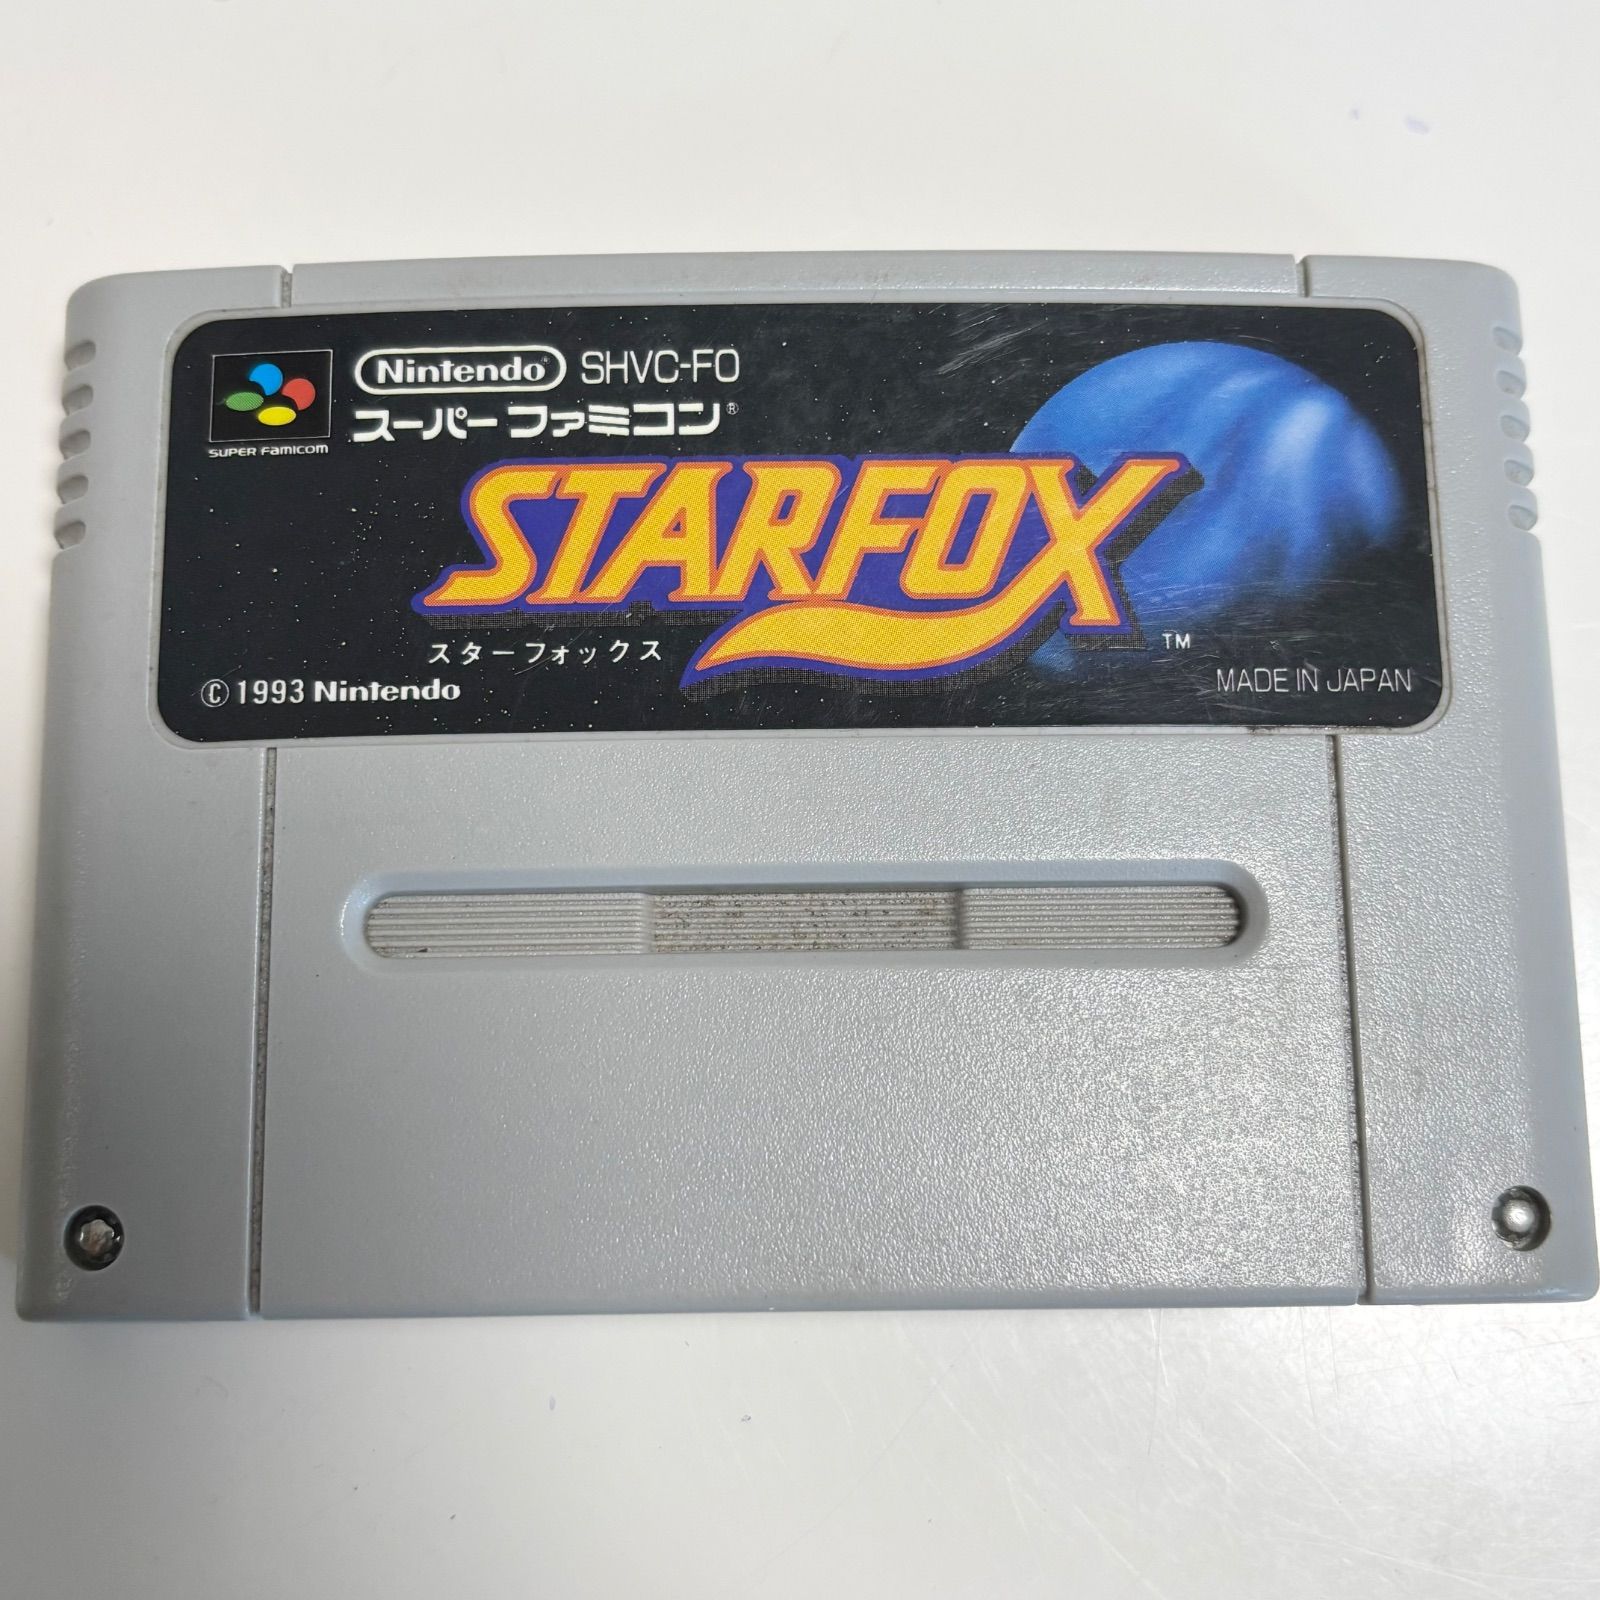 Nintendo® SHVC-FO
スーパーファミコン®
SUPER FAMICOM
STARFOX
スターフォックス
TM
© 1993 Nintendo
MADE IN JAPAN